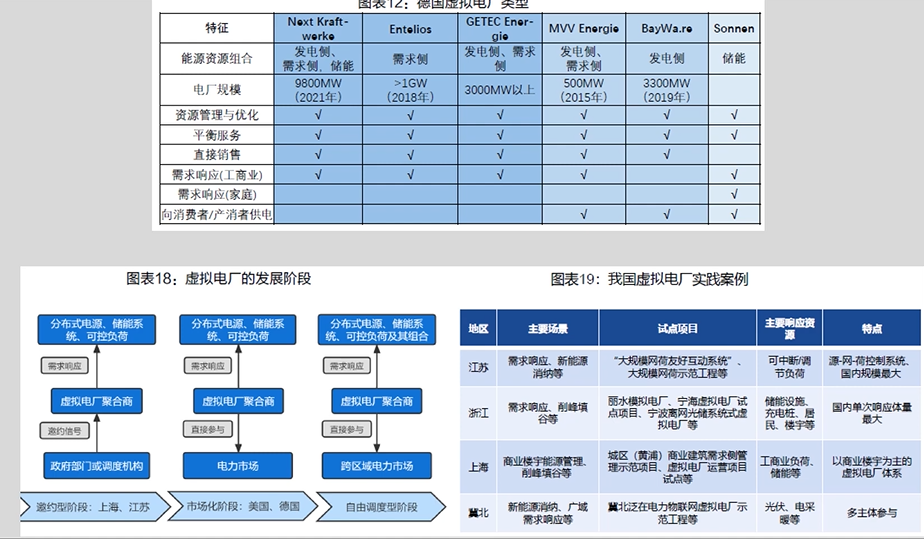 图表12：德国虚拟电厂类型
特征 Next Kraft-werke Entelios GETEC Ener-gie MVV Energie BayWa.re Sonnen
能源资源组合 发电侧、需求侧，储能 需求侧 发电侧、需求侧 发电侧、需求侧 发电侧 储能
电厂规模 9800MW（2021年） >1GW（2018年） 3000MW以上 500MW（2015年） 3300MW（2019年）
资源管理与优化 √ √ √ √ √ √
平衡服务 √ √ √ √ √ √
直接销售 √ √ √ √ √
需求响应(工商业) √ √ √ √ √
需求响应(家庭) √
向消费者/产消者供电 √ √ √
图表18：虚拟电厂的发展阶段
分布式电源、储能系统、可控负荷
需求响应
虚拟电厂聚合商
邀约信号
政府部门或调度机构
邀约型阶段：上海、江苏
分布式电源、储能系统、可控负荷
需求响应
虚拟电厂聚合商
直接参与
电力市场
市场化阶段：美国、德国
分布式电源、储能系统、可控负荷及其组合
需求响应
虚拟电厂聚合商
直接参与
跨区域电力市场
自由调度型阶段
图表19：我国虚拟电厂实践案例
地区 主要场景 试点项目 主要响应资源 特点
江苏 需求响应、新能源消纳等 “大规模网荷友好互动系统”、大规模网荷示范工程等 可中断/调节负荷 源-网-荷控制系统、国内规模最大
浙江 需求响应、削峰填谷等 丽水模拟电厂、宁海虚拟电厂试点项目、宁波离网光储系统式虚拟电厂等 储能设施、充电桩、居民、楼宇等 国内单次响应体量最大
上海 商业楼宇能源管理、削峰填谷等 城区（黄浦）商业建筑需求侧管理示范项目、虚拟电厂运营项目试点等 工商业负荷、储能等 以商业楼宇为主的虚拟电厂体系
冀北 新能源消纳、广域需求响应等 冀北泛在电力物联网虚拟电厂示范工程等 光伏、电采暖等 多主体参与